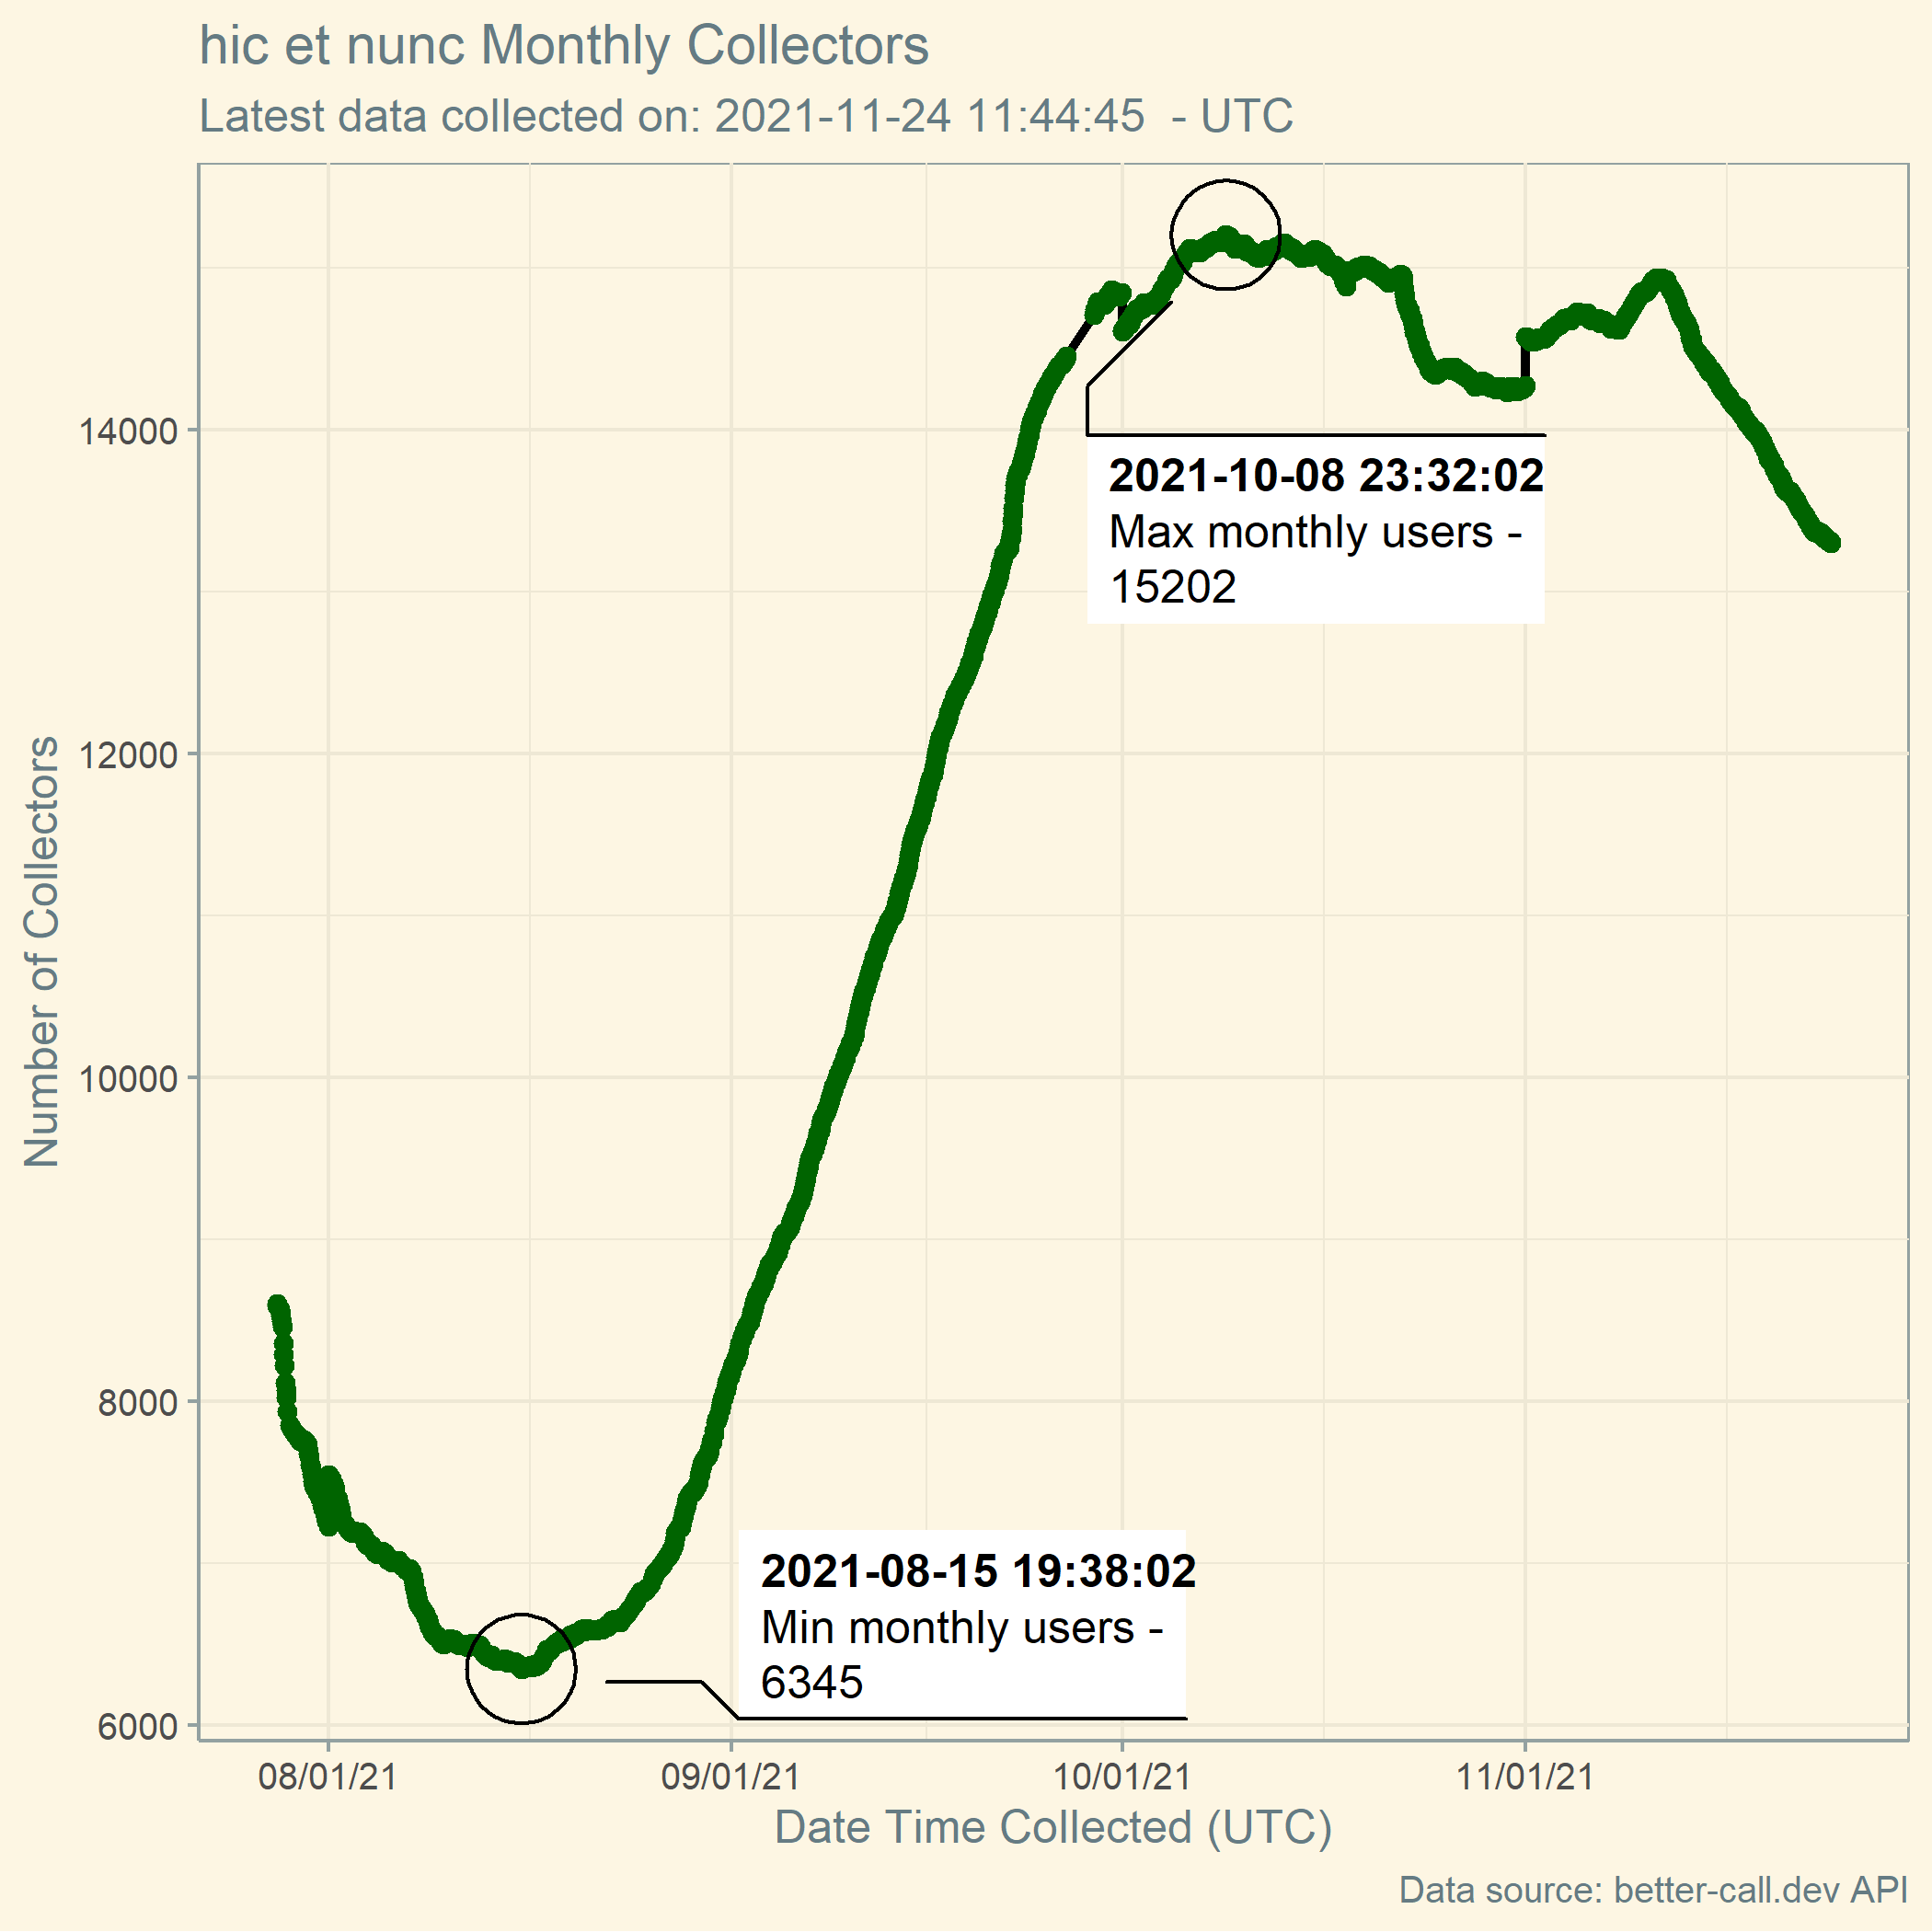 hic et nunc Monthly Collectors
Latest data collected on: 2021-11-24 11:44:45  - UTC
Number of Collectors
14000
12000
10000
8000
6000
2021-10-08 23:32:02
Max monthly users -
15202
2021-08-15 19:38:02
Min monthly users -
6345
08/01/21
09/01/21
10/01/21
11/01/21
Date Time Collected (UTC)
Data source: better-call.dev API